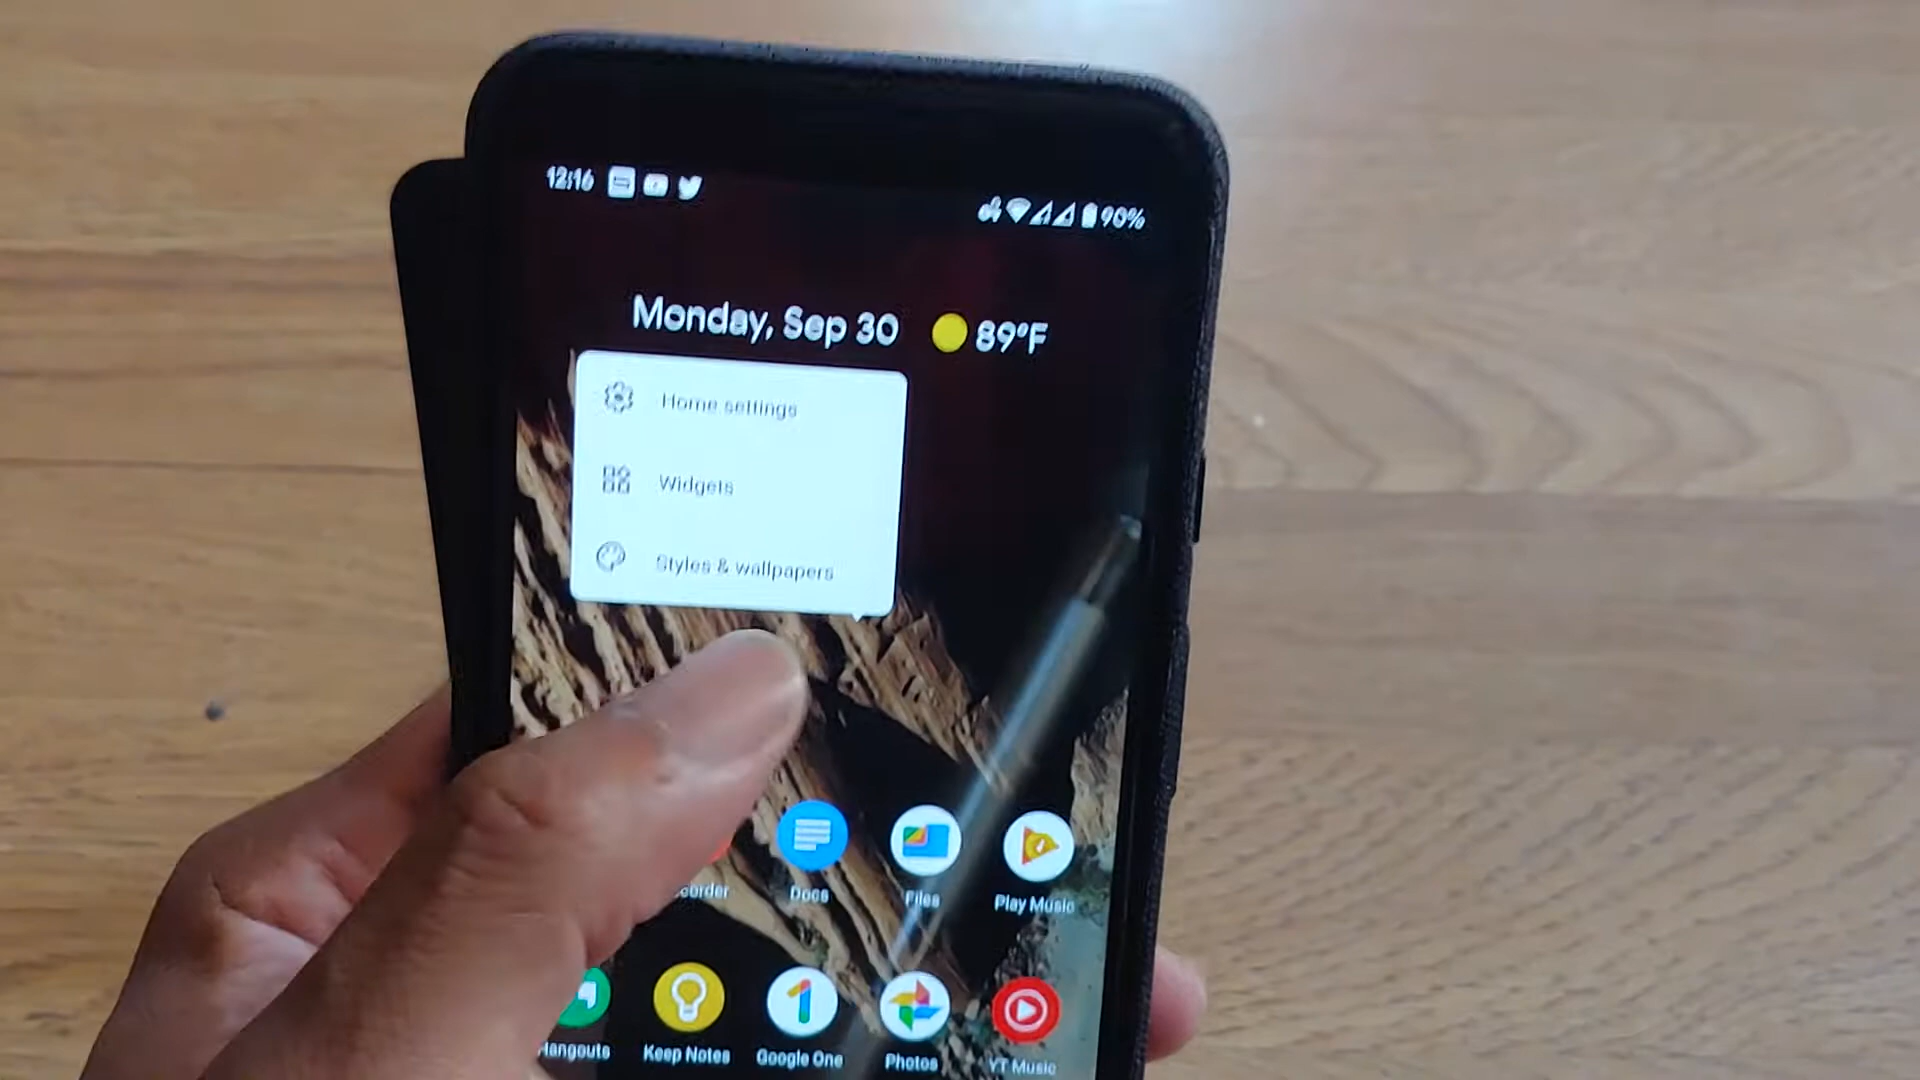 12:16
90%
Monday, Sep 30 89°F
Home settings
Widgets
Styles & wallpapers
corder Docs Files Play Music
Hangouts Keep Notes Google One Photos YT Music